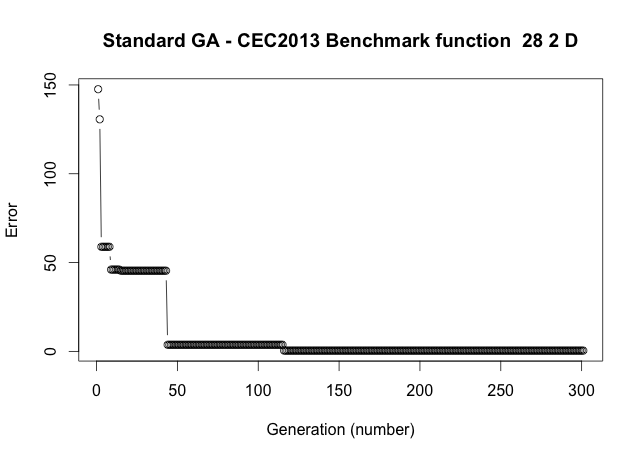 Standard GA - CEC2013 Benchmark function  28 2 D
150
100
50
0
Error
0 50 100 150 200 250 300
Generation (number)